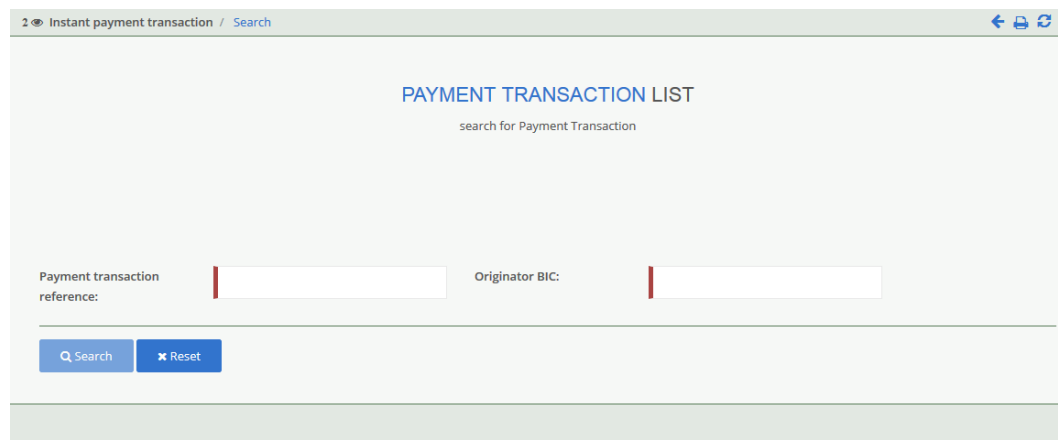 2 Instant payment transaction / Search
PAYMENT TRANSACTION LIST
search for Payment Transaction
Payment transaction
reference:
Originator BIC:
Search
Reset